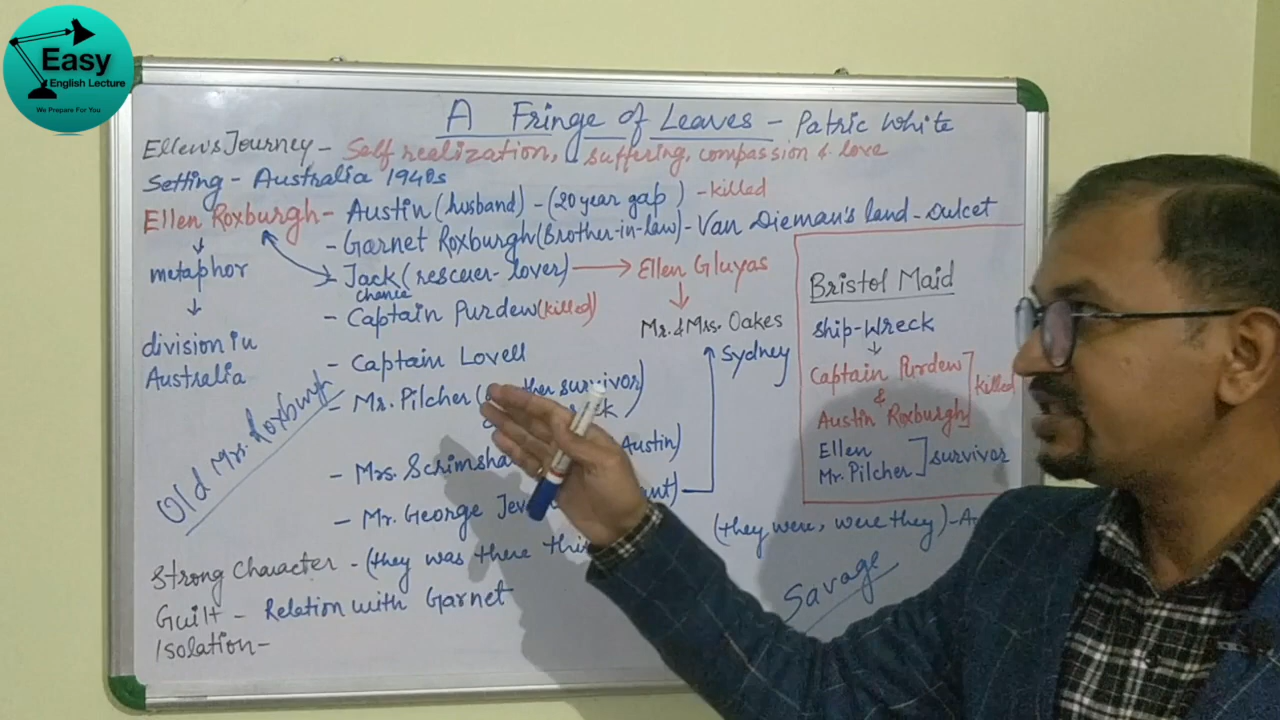 Easy
English Lecture
We Prepare For You
A Fringe of Leaves - Patric White
Ellen's Journey - Self realization, suffering, compassion & love
Setting - Australia 1940s
Ellen Roxburgh - Austin (husband) - (20 year gap) - killed
- Garnet Roxburgh (Brother-in-law) - Van Dieman's land - Dulcet
metaphor
- Jack (rescuer - lover) → Ellen Gluyas
chance
- Captain Purdew (killed)
Mr. & Mrs. Oakes
division in
Australia
- Captain Lovell
Sydney
- Mr. Pilcher (survivor)
Old Mrs. Roxburgh
- Mrs. Scrimsha Austin)
- Mr. George Jev
Strong Character - (they was there thi
(they were, were they) - A
Guilt - Relation with Garnet
Isolation -
Savage
Bristol Maid
Ship-Wreck
Captain Purdew
&
Austin Roxburgh
killed
Ellen
Mr. Pilcher
survivor